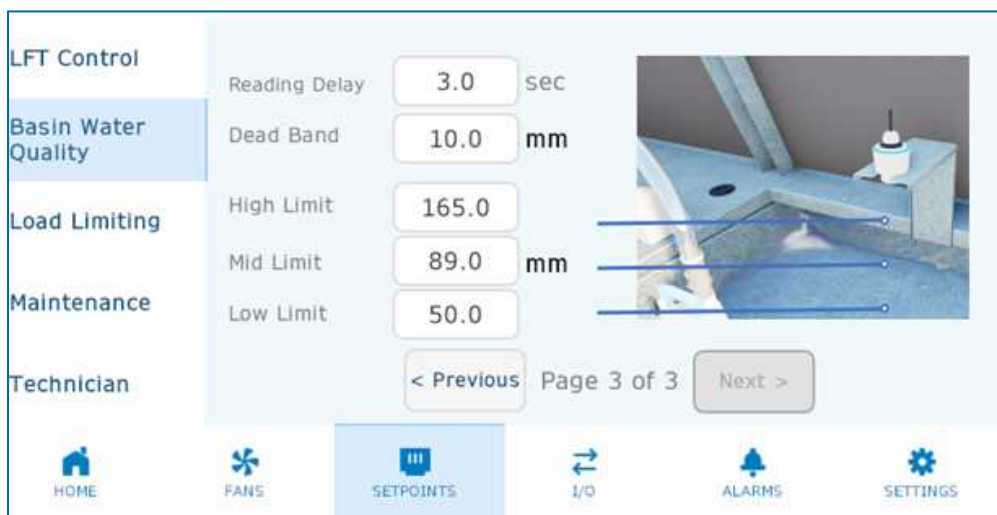 LFT Control
Basin Water
Quality
Load Limiting
Maintenance
Technician
Reading Delay 3.0 sec
Dead Band 10.0 mm
High Limit 165.0
Mid Limit 89.0 mm
Low Limit 50.0
< Previous Page 3 of 3 Next >
HOME FANS SETPOINTS I/O ALARMS SETTINGS